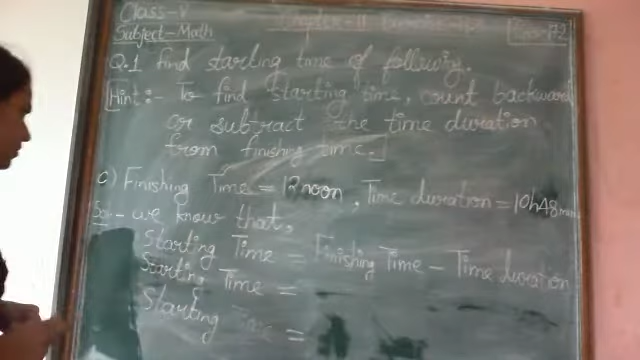 Class-V
Subject-Math
Q.1 find starting time of following.
[Hint:- To find starting time, count backward
or subtract the time duration
from finishing time.]
c) Finishing Time = 12 noon, Time duration = 10h48min
Sol- we know that,
Starting Time = Finishing Time - Time duration
Starting Time =
Starting Time =